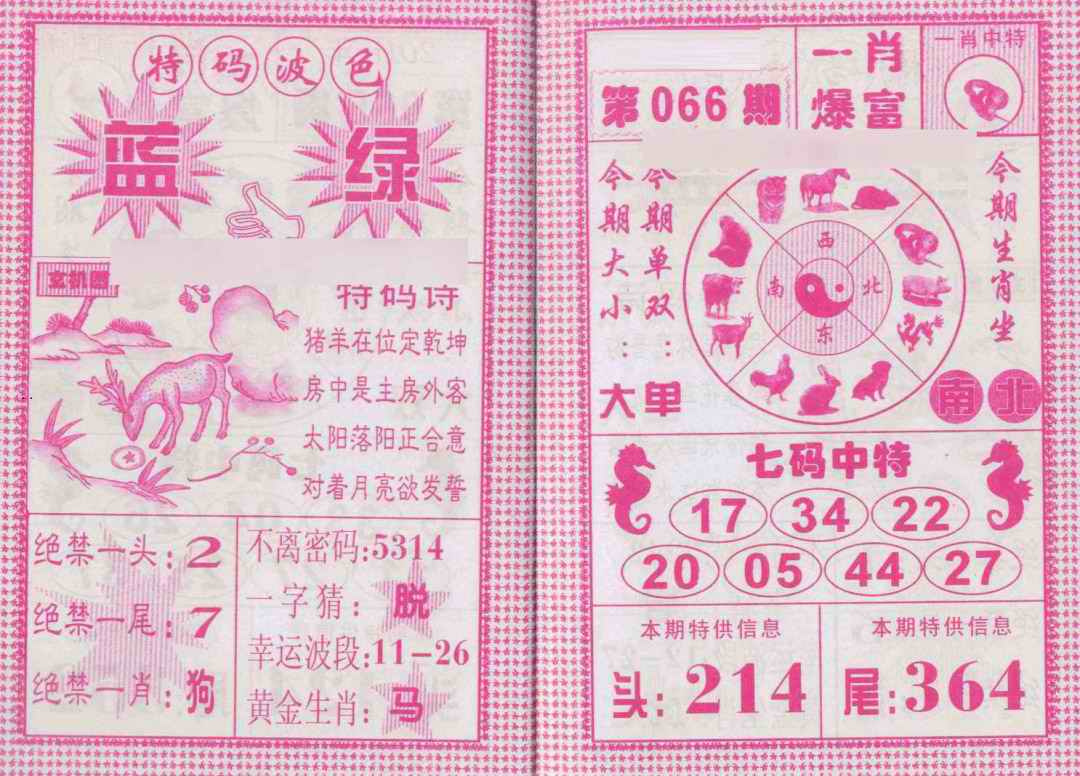 特码波色
蓝 绿
特码诗
猪羊在位定乾坤
房中是主房外客
太阳落阳正合意
对着月亮欲发誓
绝禁一头:2
绝禁一尾:7
绝禁一肖:狗
不离密码:5314
一字猜:脱
幸运波段:11-26
黄金生肖:马
第066期
一肖
爆富
一肖中特
今期大小:大
今期单双:单
西
南 北
东
今期生肖坐
南北
七码中特
17 34 22
20 05 44 27
本期特供信息
头:214
本期特供信息
尾:364